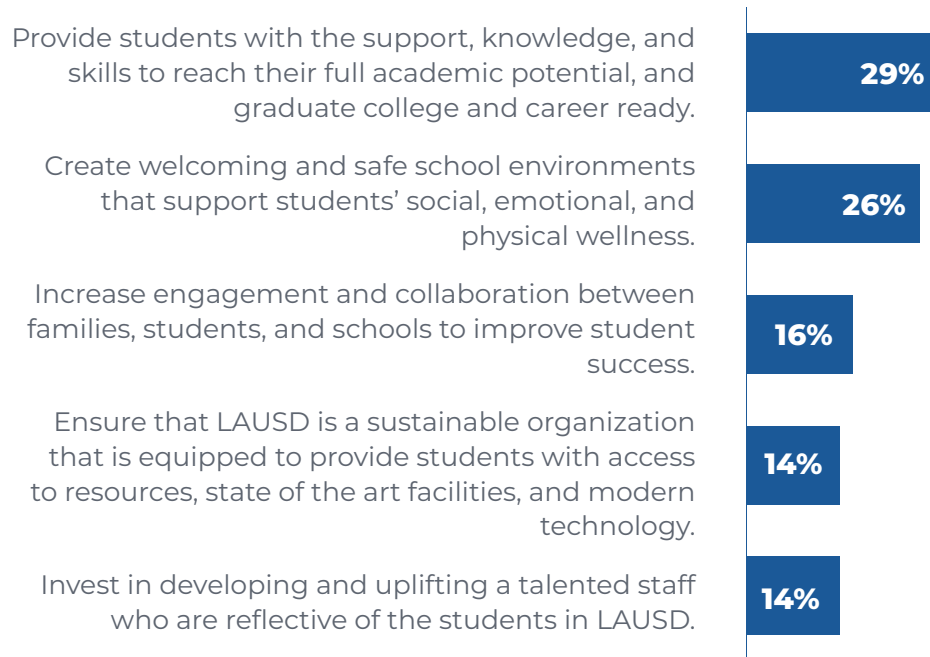 Provide students with the support, knowledge, and
skills to reach their full academic potential, and
graduate college and career ready.
29%
Create welcoming and safe school environments
that support students’ social, emotional, and
physical wellness.
26%
Increase engagement and collaboration between
families, students, and schools to improve student
success.
16%
Ensure that LAUSD is a sustainable organization
that is equipped to provide students with access
to resources, state of the art facilities, and modern
technology.
14%
Invest in developing and uplifting a talented staff
who are reflective of the students in LAUSD.
14%